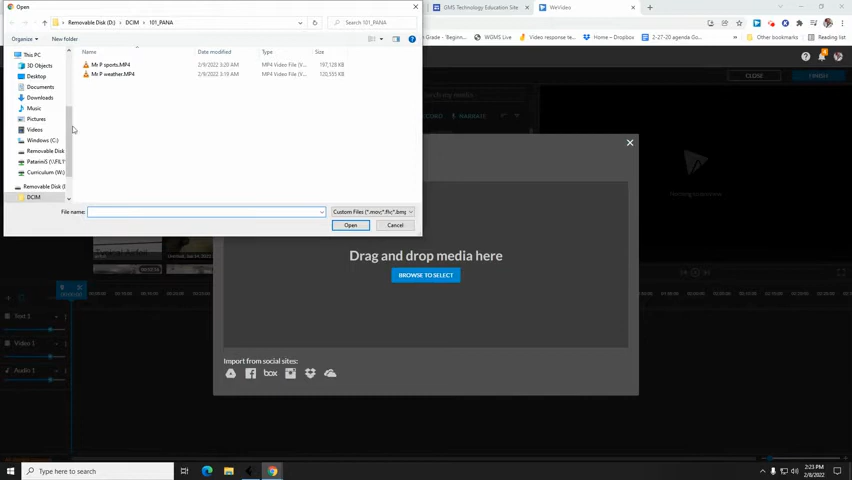 Open
GMS Technology Education Site
WeVideo
Removable Disk (D:) > DCIM > 101_PANA
Search 101_PANA
Organize
New folder
WGMS Live
Video response te...
2-27-20 agenda Go...
Other bookmarks
Reading list
This PC
Name
Date modified
Type
Size
3D Objects
Mr P sports.MP4
2/9/2022 3:20 AM
MP4 Video File (V...
197,128 KB
Desktop
Mr P weather.MP4
2/9/2022 3:19 AM
MP4 Video File (V...
120,555 KB
CLOSE
FINISH
Documents
Downloads
Music
NARRATE
Pictures
Videos
Windows (C:)
Removable Disk
PatariniS (\\FIL1
Curriculum (W:)
Removable Disk (
DCIM
File name:
Custom Files (*.mov;*.flv;*.bmp
Open
Cancel
Drag and drop media here
BROWSE TO SELECT
Text 1
Video 1
Import from social sites:
box
Audio 1
Type here to search
2:23 PM
2/8/2022